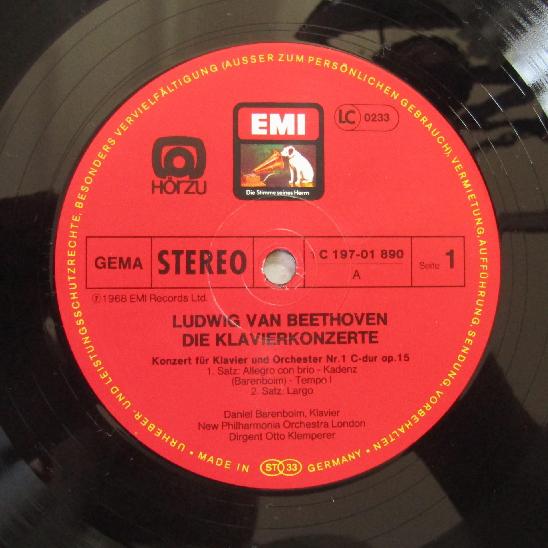 URHEBER- UND LEISTUNGSSCHUTZRECHTE, BESONDERS VERVIELFÄLTIGUNG (AUSSER ZUM PERSÖNLICHEN GEBRAUCH), VERMIETUNG, AUFFÜHRUNG, SENDUNG, VORBEHALTEN
EMI
Die Stimme seines Herrn
LC 0233
HÖRZU
GEMA STEREO 1 C 197-01 890 Seite 1
A
℗ 1968 EMI Records Ltd.
LUDWIG VAN BEETHOVEN
DIE KLAVIERKONZERTE
Konzert für Klavier und Orchester Nr. 1 C-dur op. 15
1. Satz: Allegro con brio - Kadenz
(Barenboim) - Tempo I
2. Satz: Largo
Daniel Barenboim, Klavier
New Philharmonia Orchestra London
Dirigent Otto Klemperer
• MADE IN GERMANY •
ST 33